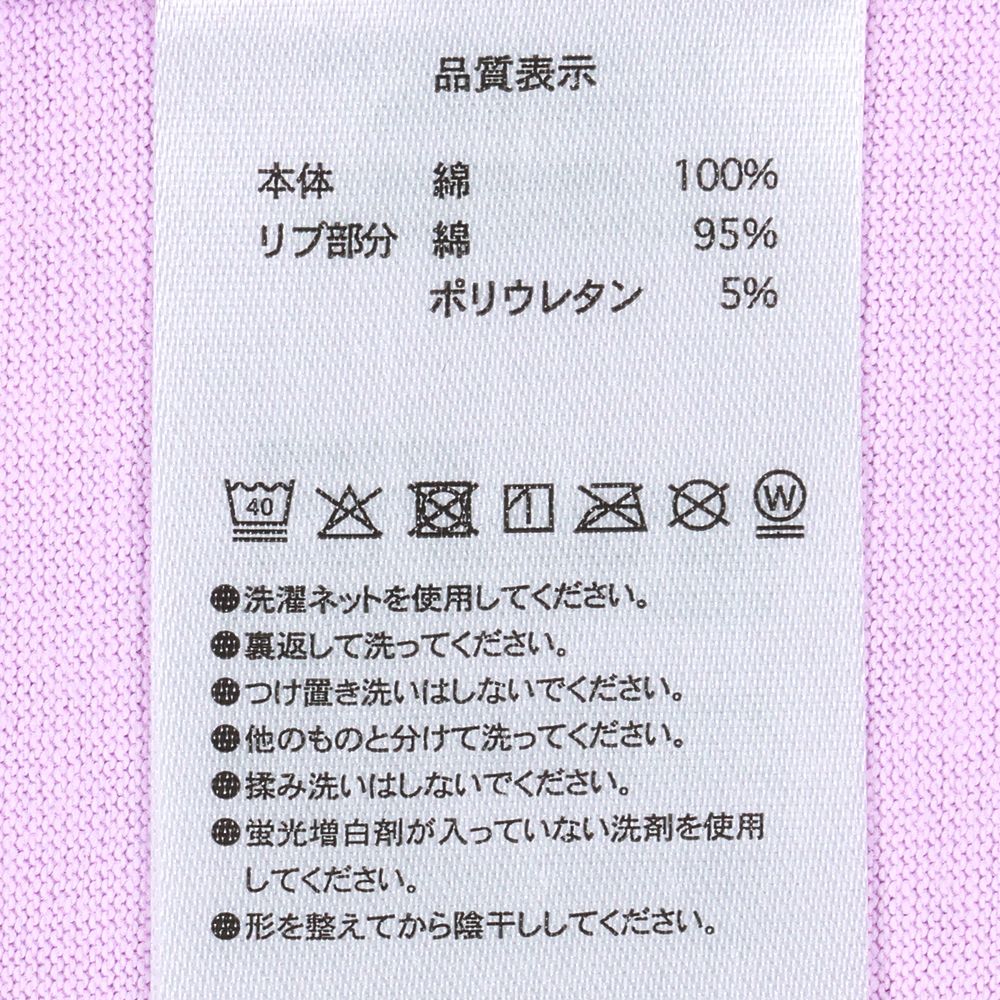 品質表示
本体 綿 100%
リブ部分 綿 95%
ポリウレタン 5%
40 W
●洗濯ネットを使用してください。
●裏返して洗ってください。
●つけ置き洗いはしないでください。
●他のものと分けて洗ってください。
●揉み洗いはしないでください。
●蛍光増白剤が入っていない洗剤を使用
してください。
●形を整えてから陰干ししてください。